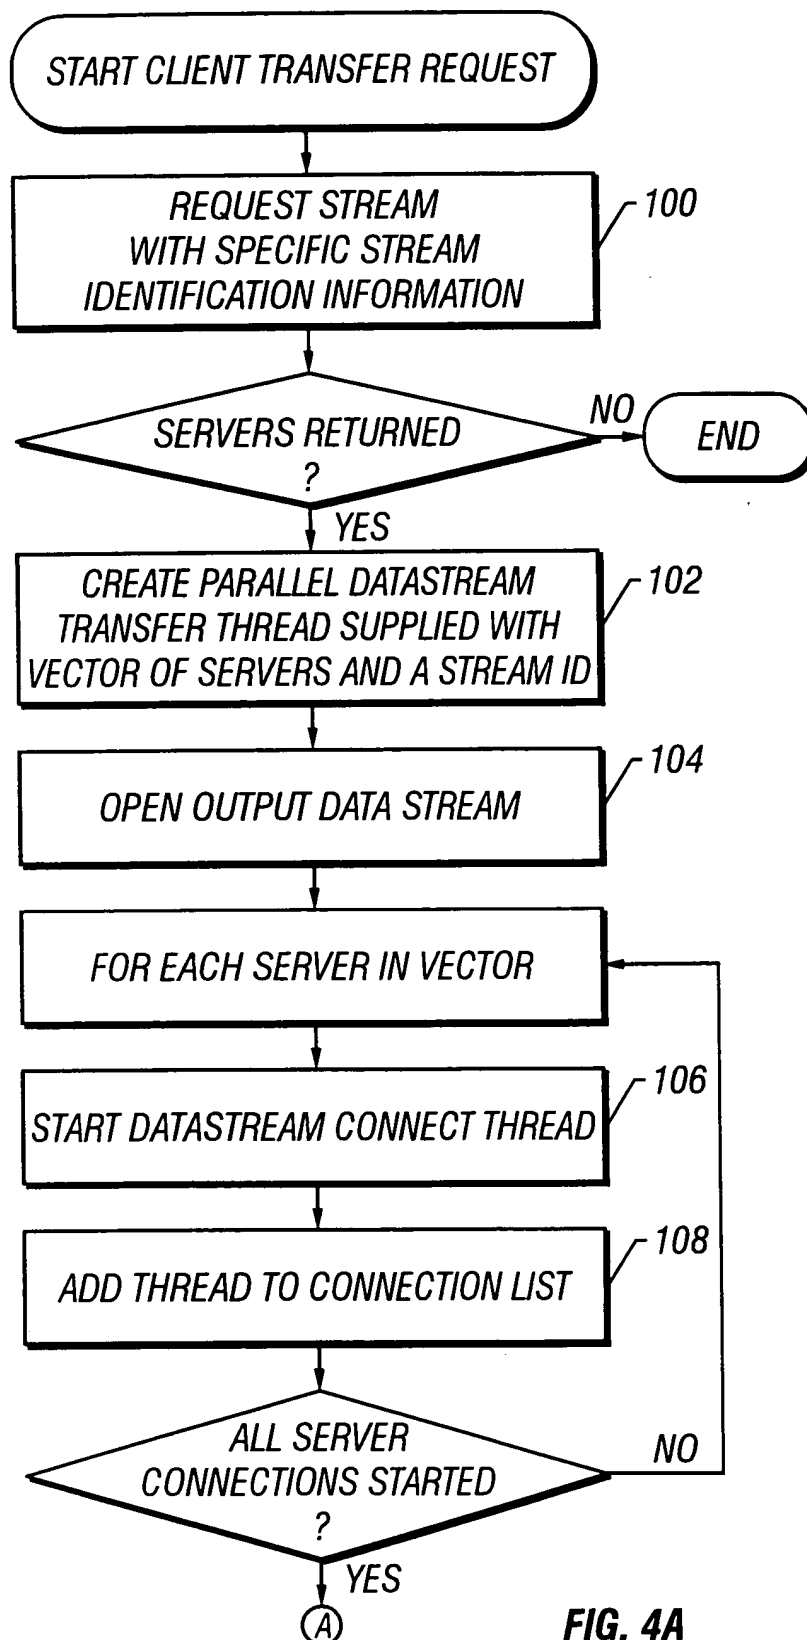 START CLIENT TRANSFER REQUEST
REQUEST STREAM
WITH SPECIFIC STREAM
IDENTIFICATION INFORMATION
100
SERVERS RETURNED
?
NO
END
YES
CREATE PARALLEL DATASTREAM
TRANSFER THREAD SUPPLIED WITH
VECTOR OF SERVERS AND A STREAM ID
102
OPEN OUTPUT DATA STREAM
104
FOR EACH SERVER IN VECTOR
START DATASTREAM CONNECT THREAD
106
ADD THREAD TO CONNECTION LIST
108
ALL SERVER
CONNECTIONS STARTED
?
NO
YES
A
FIG. 4A